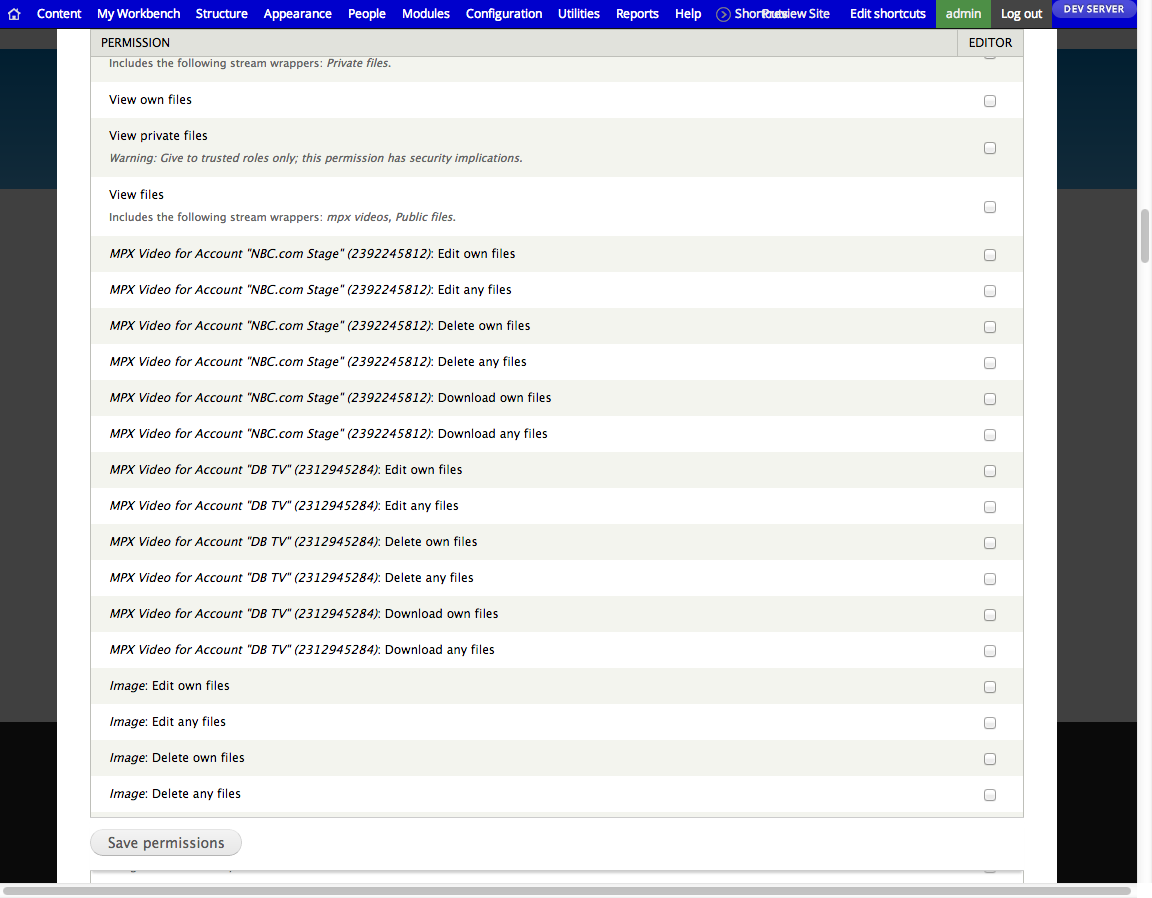 Content My Workbench Structure Appearance People Modules Configuration Utilities Reports Help Shortcuts Preview Site Edit shortcuts admin Log out DEV SERVER
PERMISSION EDITOR
Includes the following stream wrappers: Private files.
View own files
View private files
Warning: Give to trusted roles only; this permission has security implications.
View files
Includes the following stream wrappers: mpx videos, Public files.
MPX Video for Account "NBC.com Stage" (2392245812): Edit own files
MPX Video for Account "NBC.com Stage" (2392245812): Edit any files
MPX Video for Account "NBC.com Stage" (2392245812): Delete own files
MPX Video for Account "NBC.com Stage" (2392245812): Delete any files
MPX Video for Account "NBC.com Stage" (2392245812): Download own files
MPX Video for Account "NBC.com Stage" (2392245812): Download any files
MPX Video for Account "DB TV" (2312945284): Edit own files
MPX Video for Account "DB TV" (2312945284): Edit any files
MPX Video for Account "DB TV" (2312945284): Delete own files
MPX Video for Account "DB TV" (2312945284): Delete any files
MPX Video for Account "DB TV" (2312945284): Download own files
MPX Video for Account "DB TV" (2312945284): Download any files
Image: Edit own files
Image: Edit any files
Image: Delete own files
Image: Delete any files
Save permissions